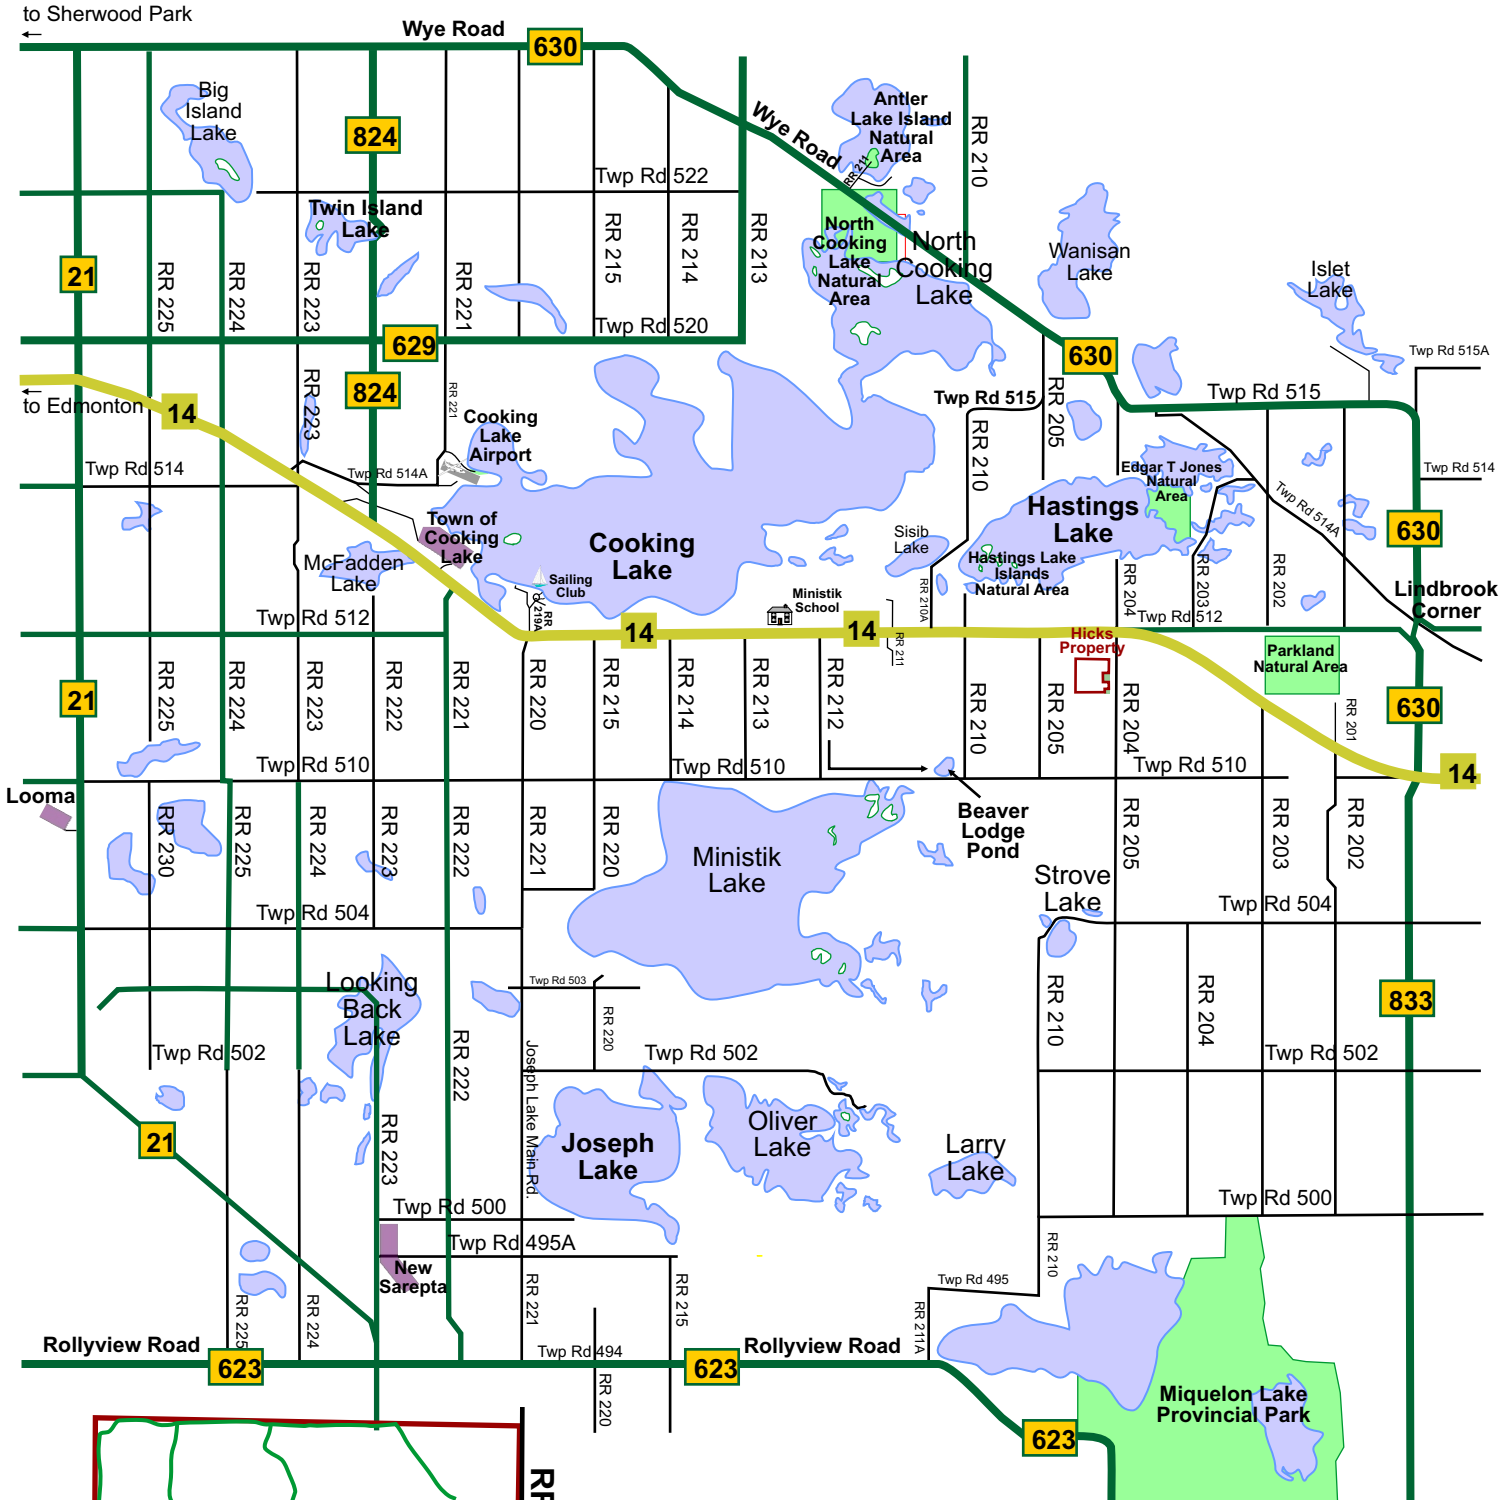 to Sherwood Park
Wye Road
630
Big
Island
Lake
824
Wye Road
Antler
Lake Island
Natural
Area
RR 211
RR 210
Twp Rd 522
Twin Island
Lake
21
RR 225
RR 224
RR 223
RR 221
RR 215
RR 214
RR 213
North
Cooking
Lake
Natural
Area
North
Cooking
Lake
Wanisan
Lake
Islet
Lake
Twp Rd 520
629
630
Twp Rd 515A
to Edmonton
14
RR 223
824
RR 221
Cooking
Lake
Airport
Twp Rd 515
RR 205
Twp Rd 515
RR 210
Twp Rd 514
Twp Rd 514A
Edgar T Jones
Natural
Area
Twp Rd 514
Twp Rd 514A
Town of
Cooking
Lake
McFadden
Lake
Cooking
Lake
Sisib
Lake
Hastings
Lake
Hastings Lake
Islands
Natural Area
630
Sailing
Club
RR
219A
Ministik
School
RR 210A
RR 204
RR 203
RR 202
Lindbrook
Corner
Twp Rd 512
14
14
RR 211
Hicks
Property
Twp Rd 512
Parkland
Natural Area
21
RR 225
RR 224
RR 223
RR 222
RR 221
RR 220
RR 215
RR 214
RR 213
RR 212
RR 210
RR 205
RR 204
RR 201
630
Twp Rd 510
Twp Rd 510
Twp Rd 510
14
Looma
RR 230
RR 225
RR 224
RR 223
RR 222
RR 221
RR 220
Ministik
Lake
Beaver
Lodge
Pond
RR 205
RR 203
RR 202
Strove
Lake
Twp Rd 504
Twp Rd 504
Looking
Back
Lake
Twp Rd 503
RR 220
RR 210
RR 204
833
Twp Rd 502
RR 222
Joseph Lake Main Rd.
Twp Rd 502
Twp Rd 502
21
RR 223
Joseph
Lake
Oliver
Lake
Larry
Lake
Twp Rd 500
Twp Rd 500
Twp Rd 495A
New
Sarepta
RR 210
Twp Rd 495
RR 225
RR 224
RR 221
RR 215
RR 211A
Rollyview Road
623
Twp Rd 494
623
Rollyview Road
RR 220
Miquelon Lake
Provincial Park
623